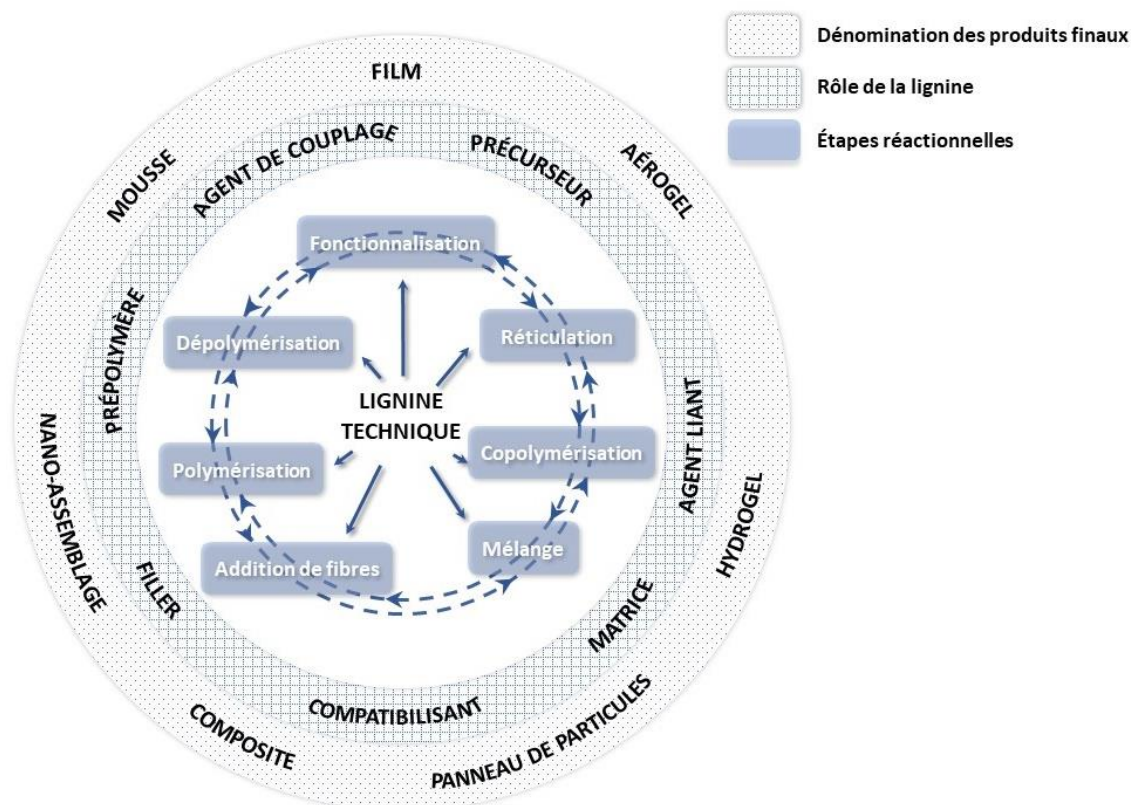 Dénomination des produits finaux
Rôle de la lignine
Étapes réactionnelles
FILM
AÉROGEL
HYDROGEL
PANNEAU DE PARTICULES
COMPOSITE
NANO-ASSEMBLAGE
MOUSSE
AGENT DE COUPLAGE
PRÉCURSEUR
AGENT LIANT
MATRICE
COMPATIBILISANT
FILLER
PRÉPOLYMÈRE
Fonctionnalisation
Réticulation
Copolymérisation
Mélange
Addition de fibres
Polymérisation
Dépolymérisation
LIGNINE
TECHNIQUE